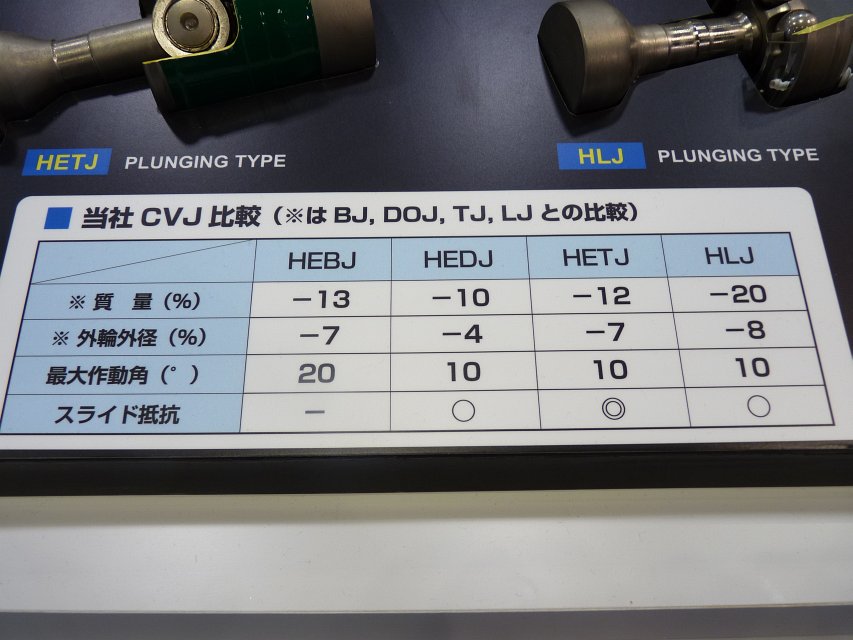 HETJ PLUNGING TYPE
HLJ PLUNGING TYPE
■ 当社 CVJ 比較（※は BJ, DOJ, TJ, LJ との比較）
HEBJ HEDJ HETJ HLJ
※ 質 量（%） −13 −10 −12 −20
※ 外輪外径（%） −7 −4 −7 −8
最大作動角（°） 20 10 10 10
スライド抵抗 − ○ ◎ ○